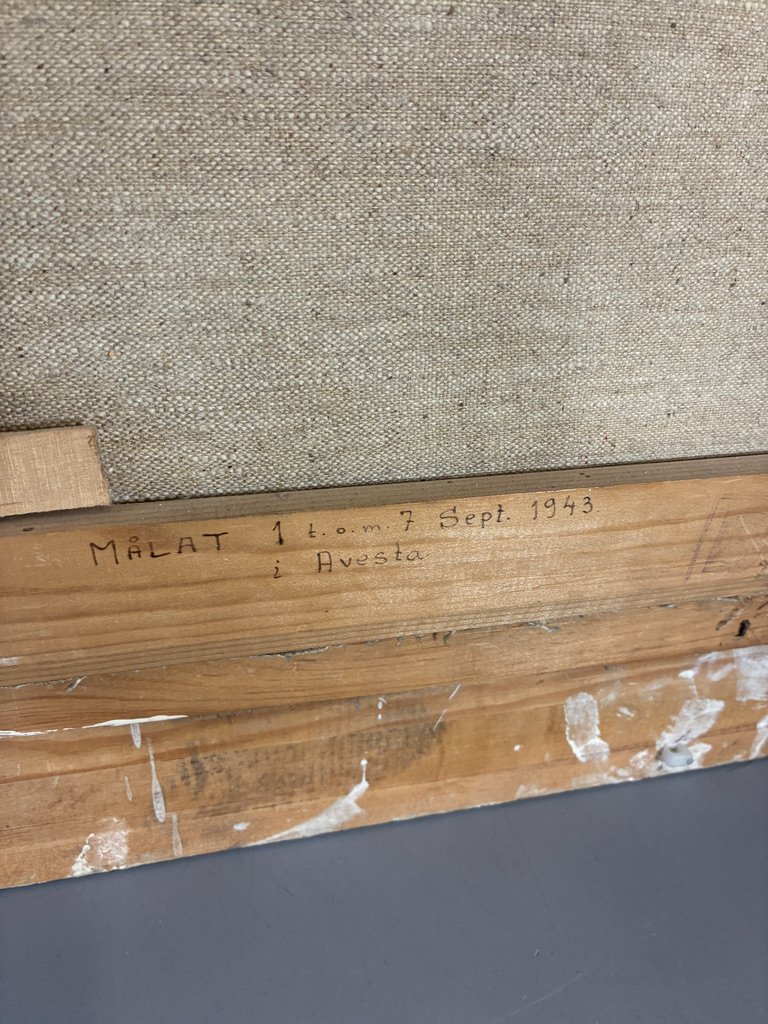 MÅLAT 1 t.o.m. 7 Sept. 1943.
i Avesta